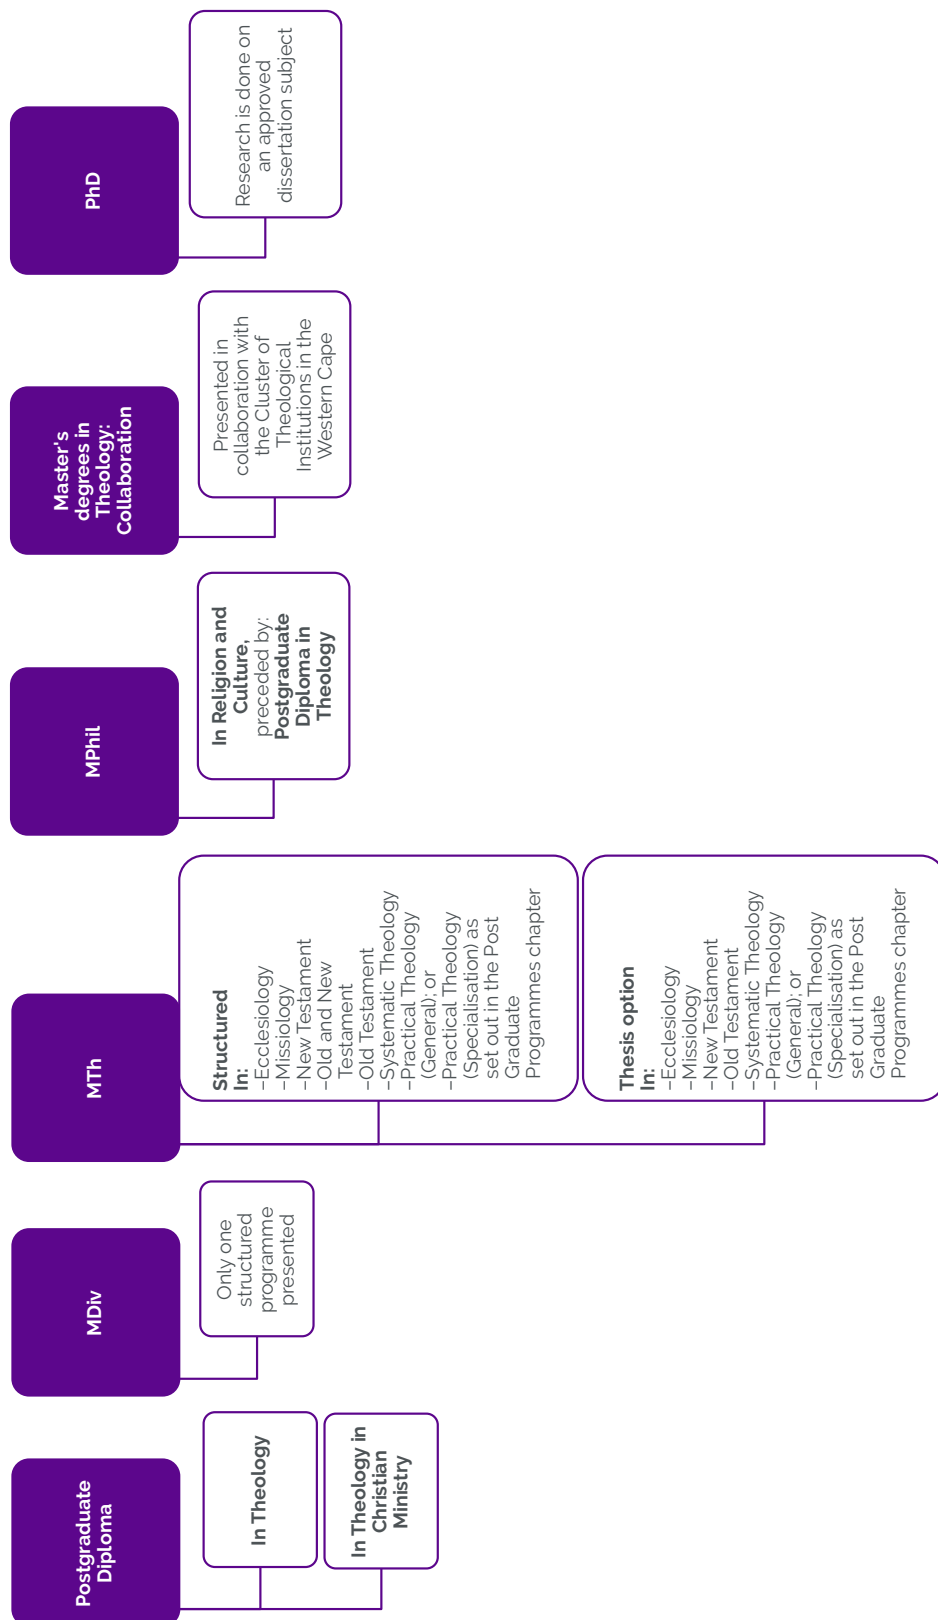 Postgraduate
Diploma
In Theology
In Theology in
Christian
Ministry
MDiv
Only one
structured
programme
presented
MTh
Structured
In:
–Ecclesiology
–Missiology
–New Testament
–Old and New
Testament
–Old Testament
–Systematic Theology
–Practical Theology
(General); or
–Practical Theology
(Specialisation) as
set out in the Post
Graduate
Programmes chapter
Thesis option
In:
–Ecclesiology
–Missiology
–New Testament
–Old Testament
–Systematic Theology
–Practical Theology
(General); or
–Practical Theology
(Specialisation) as
set out in the Post
Graduate
Programmes chapter
MPhil
In Religion and
Culture,
preceded by:
Postgraduate
Diploma in
Theology
Master's
degrees in
Theology:
Collaboration
Presented in
collaboration with
the Cluster of
Theological
Institutions in the
Western Cape
PhD
Research is done on
an approved
dissertation subject